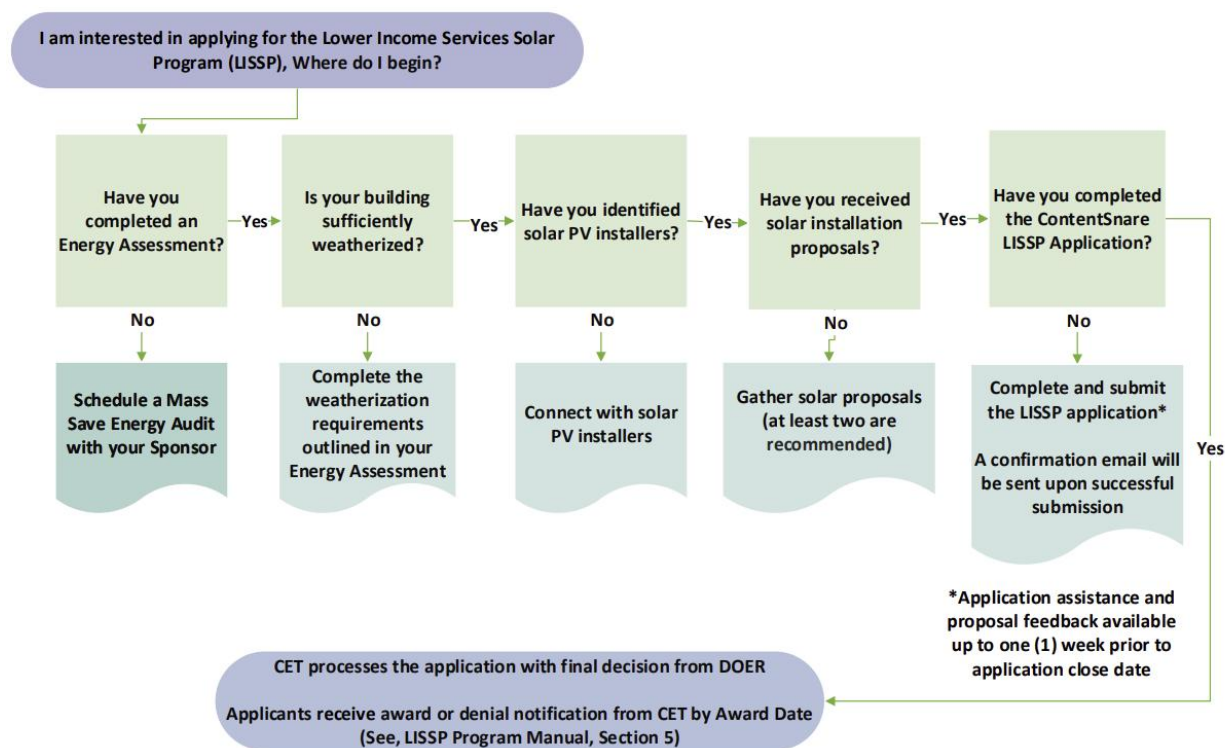 I am interested in applying for the Lower Income Services Solar
Program (LISSP), Where do I begin?
Have you
completed an
Energy Assessment?
Yes
Is your building
sufficiently
weatherized?
Yes
Have you identified
solar PV installers?
Yes
Have you received
solar installation
proposals?
Yes
Have you completed
the ContentSnare
LISSP Application?
No
No
No
No
No
Schedule a Mass
Save Energy Audit
with your Sponsor
Complete the
weatherization
requirements
outlined in your
Energy Assessment
Connect with solar
PV installers
Gather solar proposals
(at least two are
recommended)
Complete and submit
the LISSP application*
A confirmation email will
be sent upon successful
submission
Yes
*Application assistance and
proposal feedback available
up to one (1) week prior to
application close date
CET processes the application with final decision from DOER
Applicants receive award or denial notification from CET by Award Date
(See, LISSP Program Manual, Section 5)